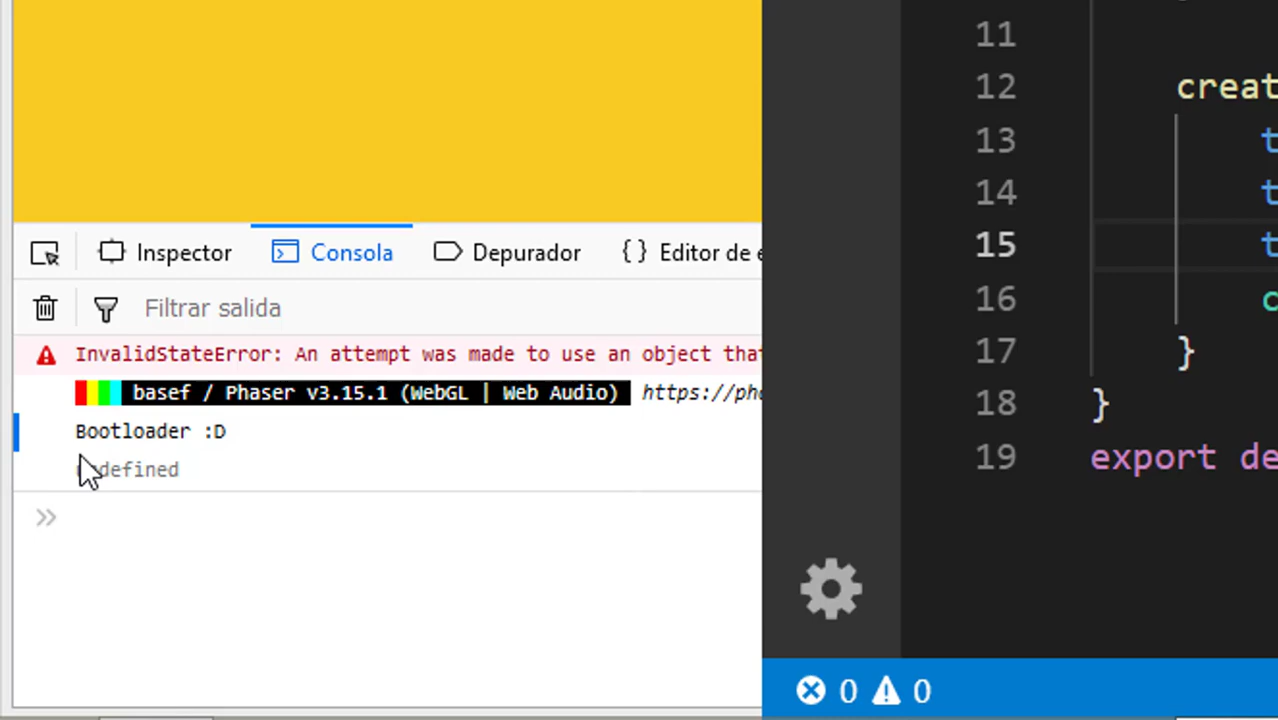 Inspector
Consola
Depurador
{} Editor de e
Filtrar salida
InvalidStateError: An attempt was made to use an object that
basef / Phaser v3.15.1 (WebGL | Web Audio) https://pho
Bootloader :D
undefined
»
11
12 creat
13 t
14 t
15 t
16 c
17 }
18 }
19 export de
0 0